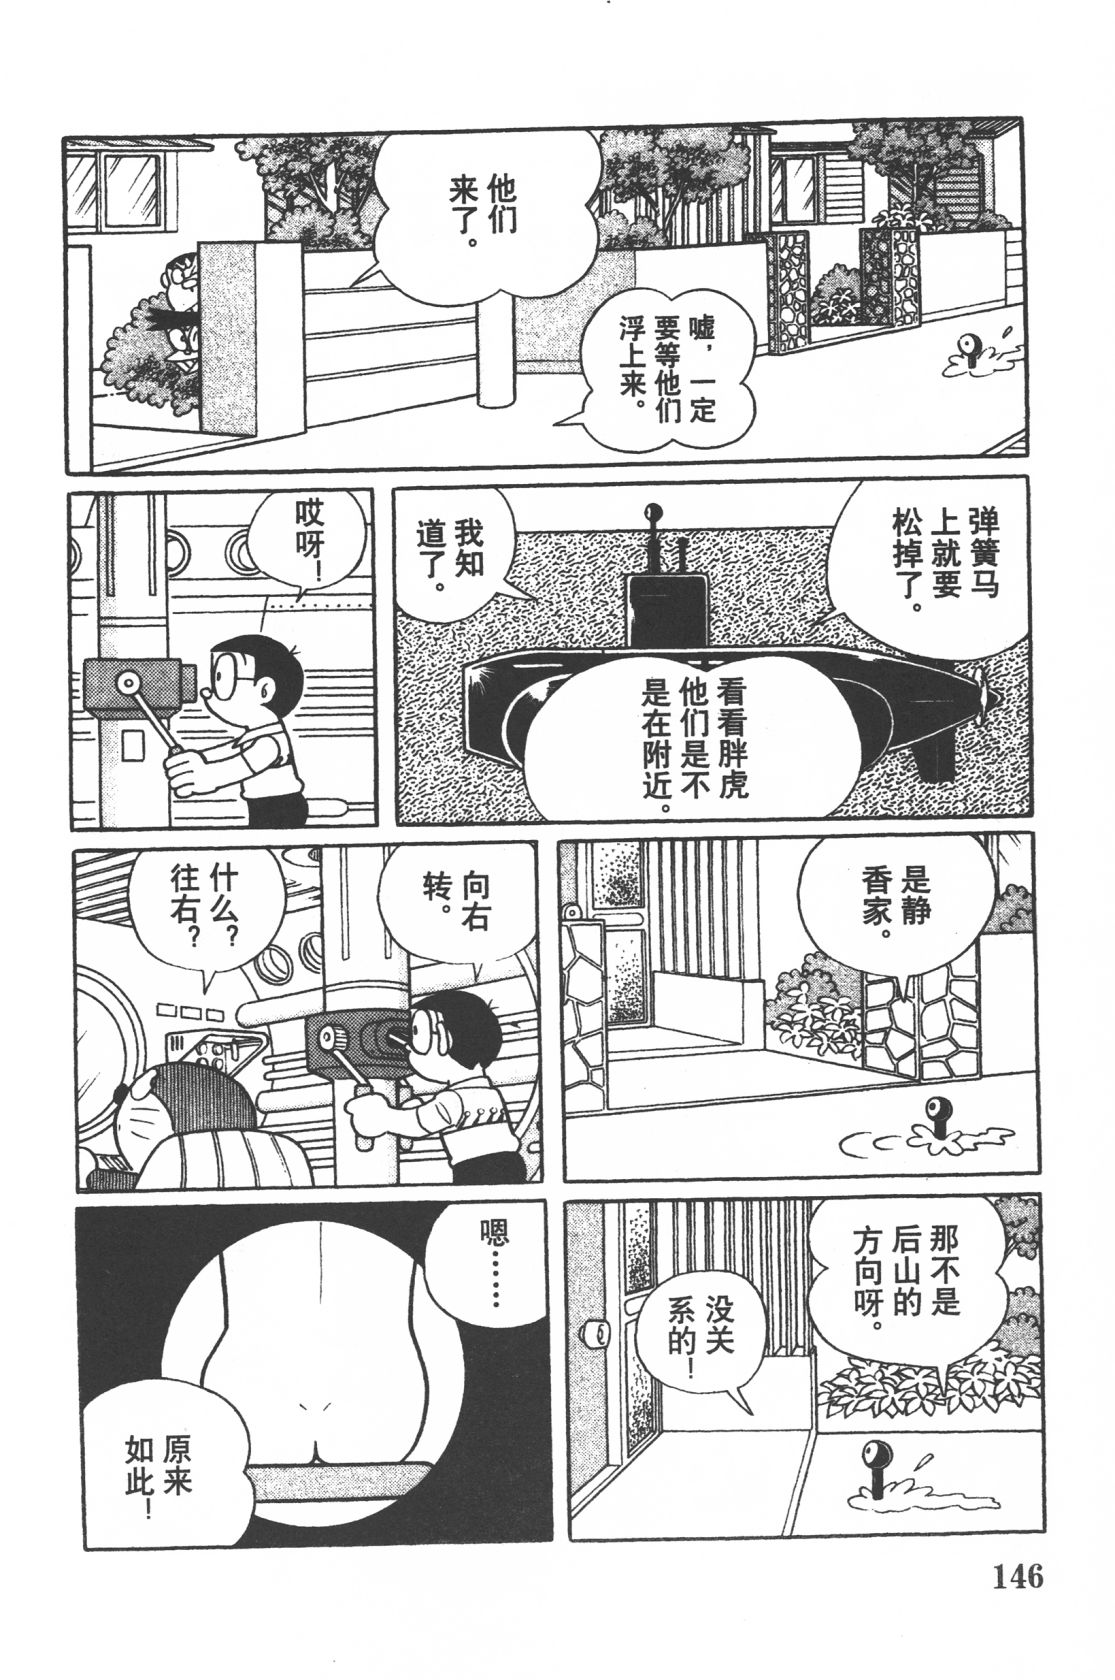 他们
来了。
嘘，一定
要等他们
浮上来。
弹簧马
上就要
松掉了。
我知
道了。
看看胖虎
他们是不
是在附近。
哎呀！
是静
香家。
向右
转。
什么？
往右？
那不是
后山的
方向呀。
没关
系的！
嗯……
原来
如此！
146